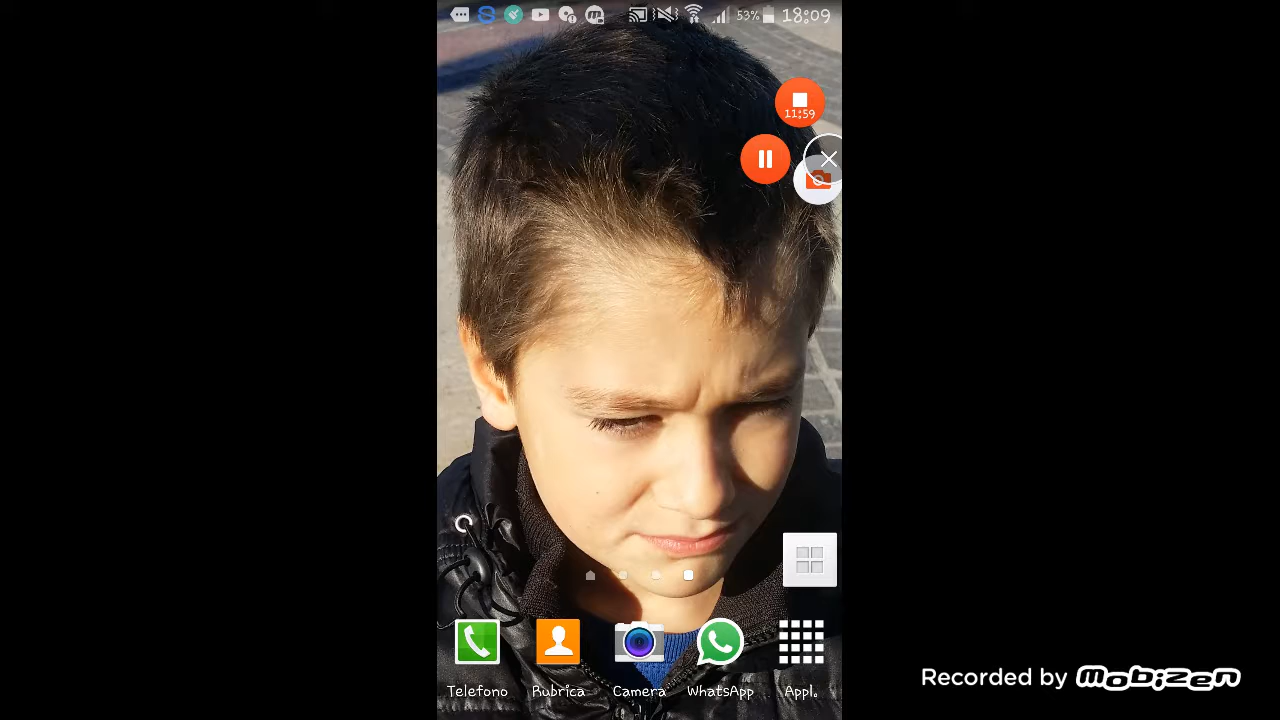 53% 18:09
11:59
Telefono Rubrica Camera WhatsApp Appl.
Recorded by mobizen